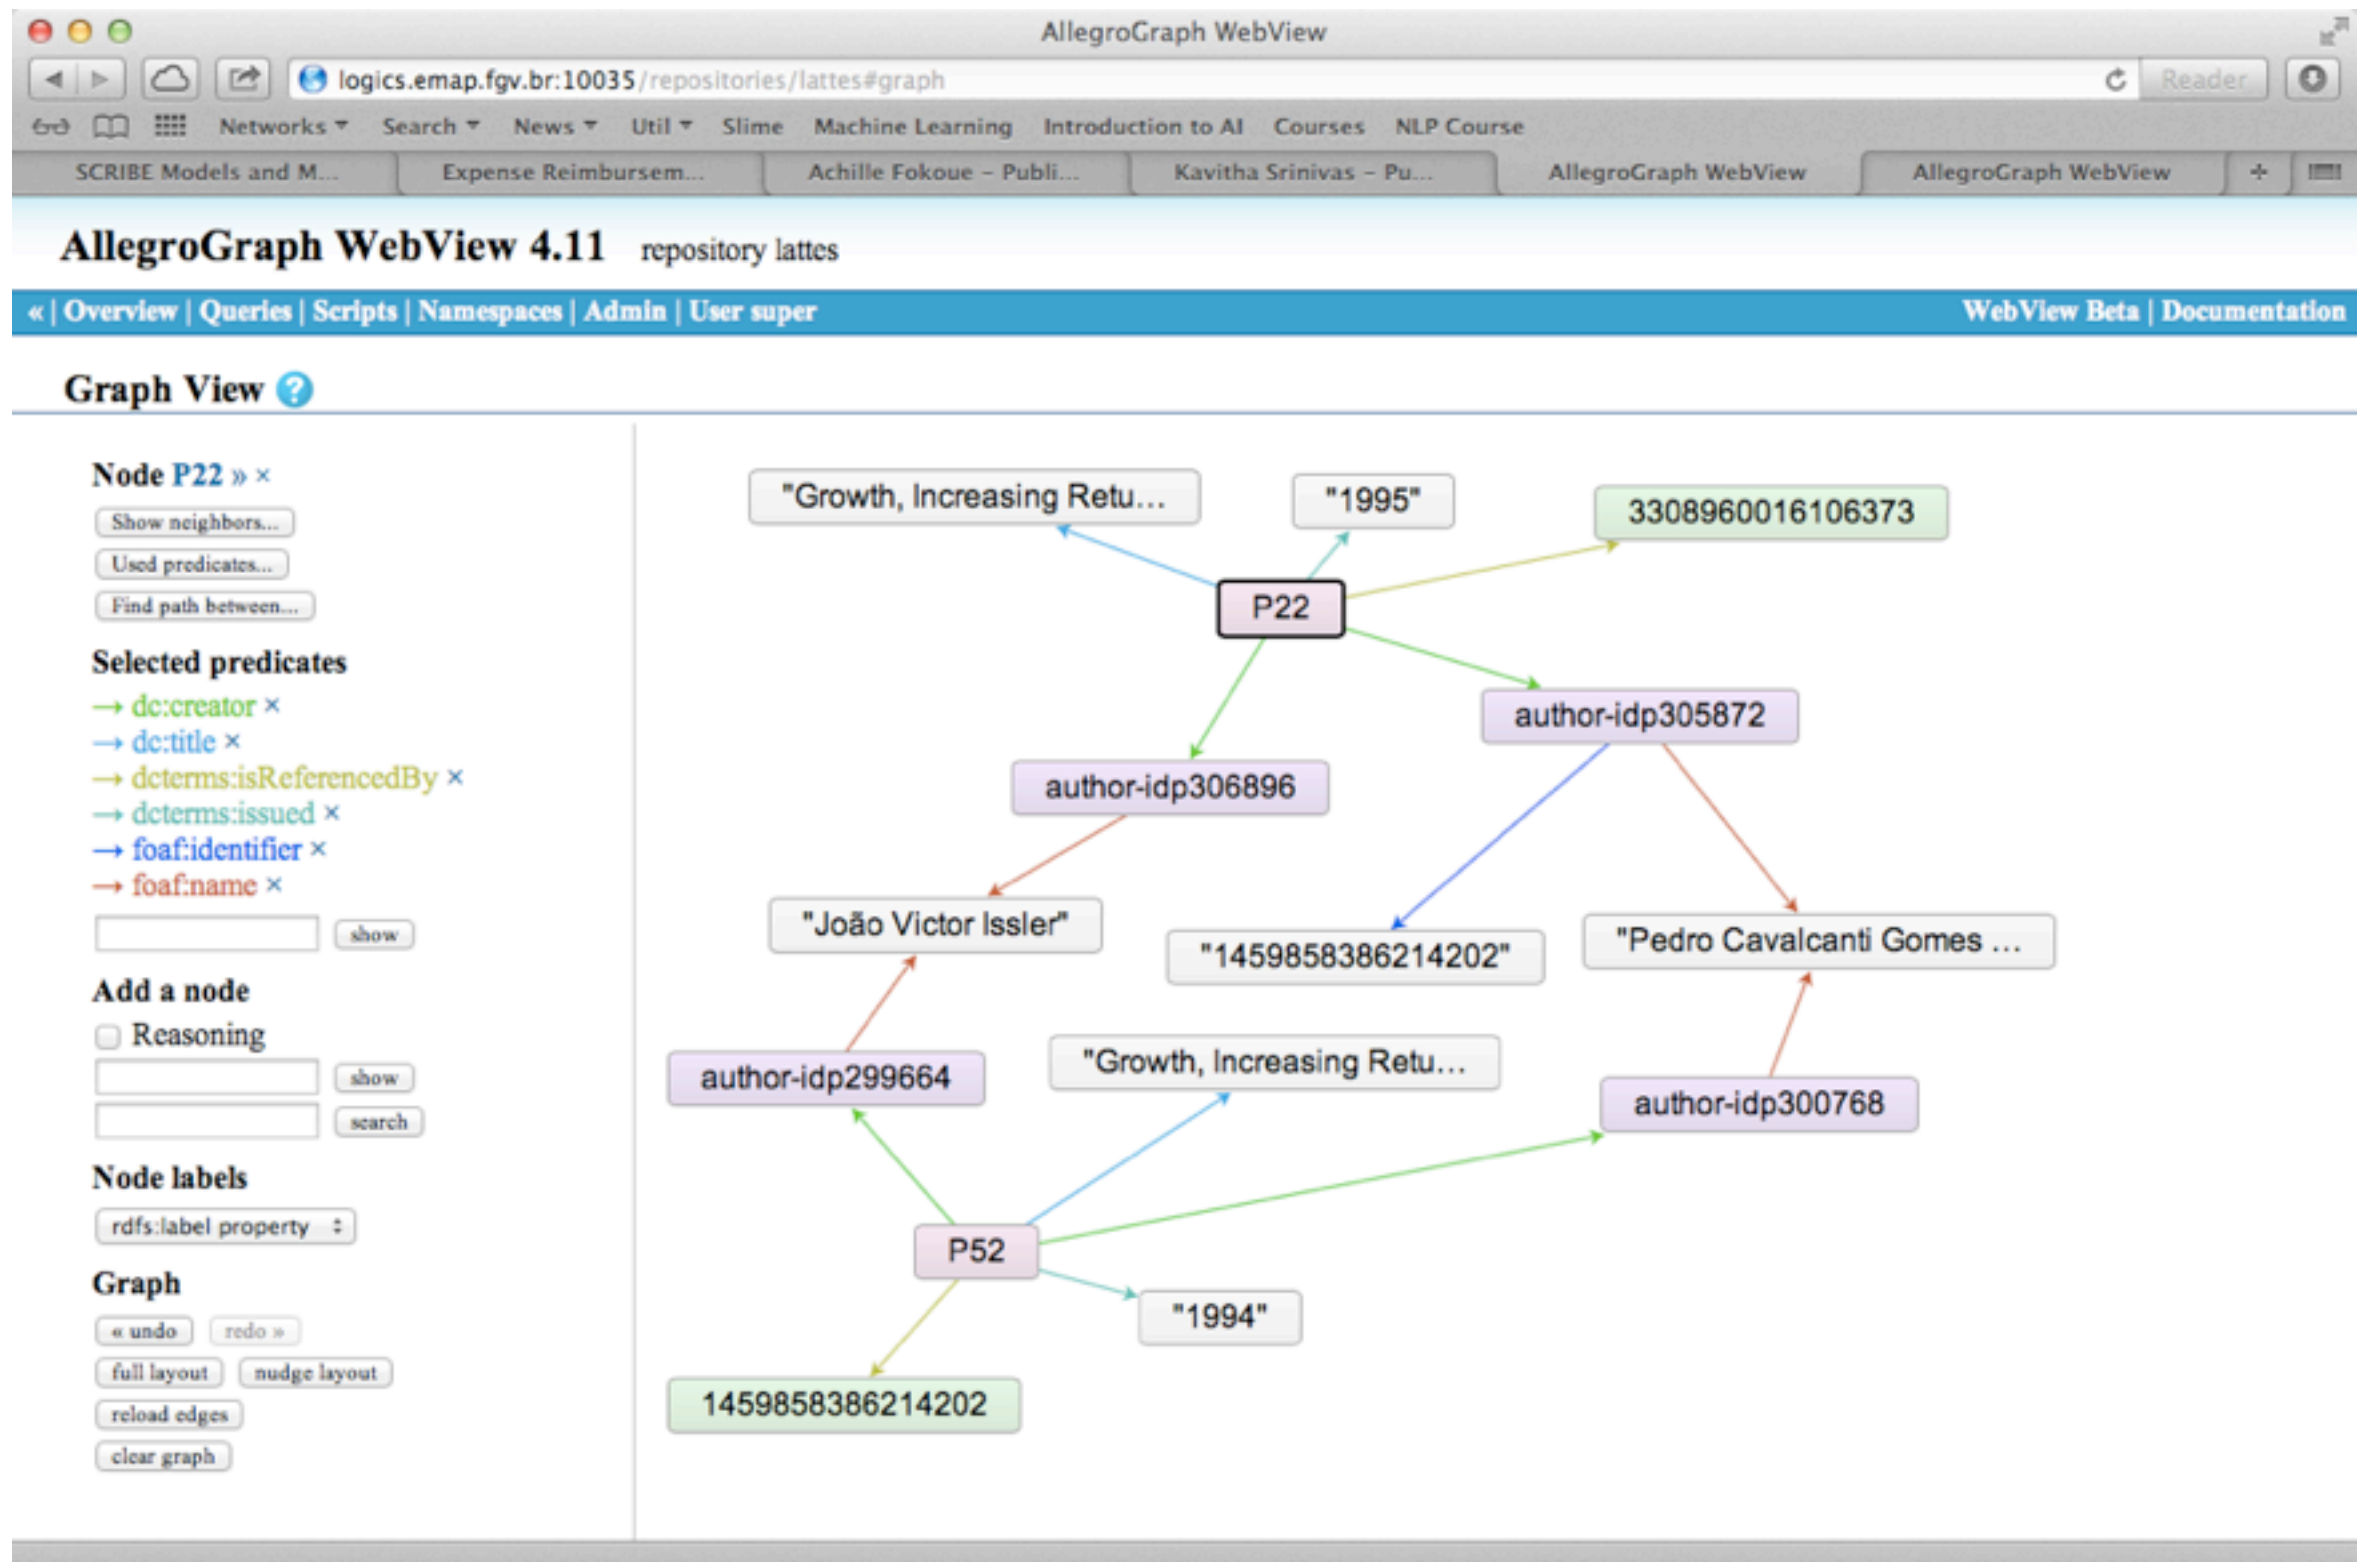 AllegroGraph WebView
logics.emap.fgv.br:10035/repositories/lattes#graph
Reader
Networks Search News Util Slime Machine Learning Introduction to AI Courses NLP Course
SCRIBE Models and M... Expense Reimbursem... Achille Fokoue – Publi... Kavitha Srinivas – Pu... AllegroGraph WebView AllegroGraph WebView
AllegroGraph WebView 4.11 repository lattes
« | Overview | Queries | Scripts | Namespaces | Admin | User super WebView Beta | Documentation
Graph View ?
Node P22 » ×
Show neighbors...
Used predicates...
Find path between...
Selected predicates
→ dc:creator ×
→ dc:title ×
→ dcterms:isReferencedBy ×
→ dcterms:issued ×
→ foaf:identifier ×
→ foaf:name ×
show
Add a node
Reasoning
show
search
Node labels
rdfs:label property
Graph
« undo redo »
full layout nudge layout
reload edges
clear graph
"Growth, Increasing Retu...
"1995"
3308960016106373
P22
author-idp305872
author-idp306896
"João Victor Issler"
"1459858386214202"
"Pedro Cavalcanti Gomes ...
author-idp299664
"Growth, Increasing Retu...
author-idp300768
P52
"1994"
1459858386214202